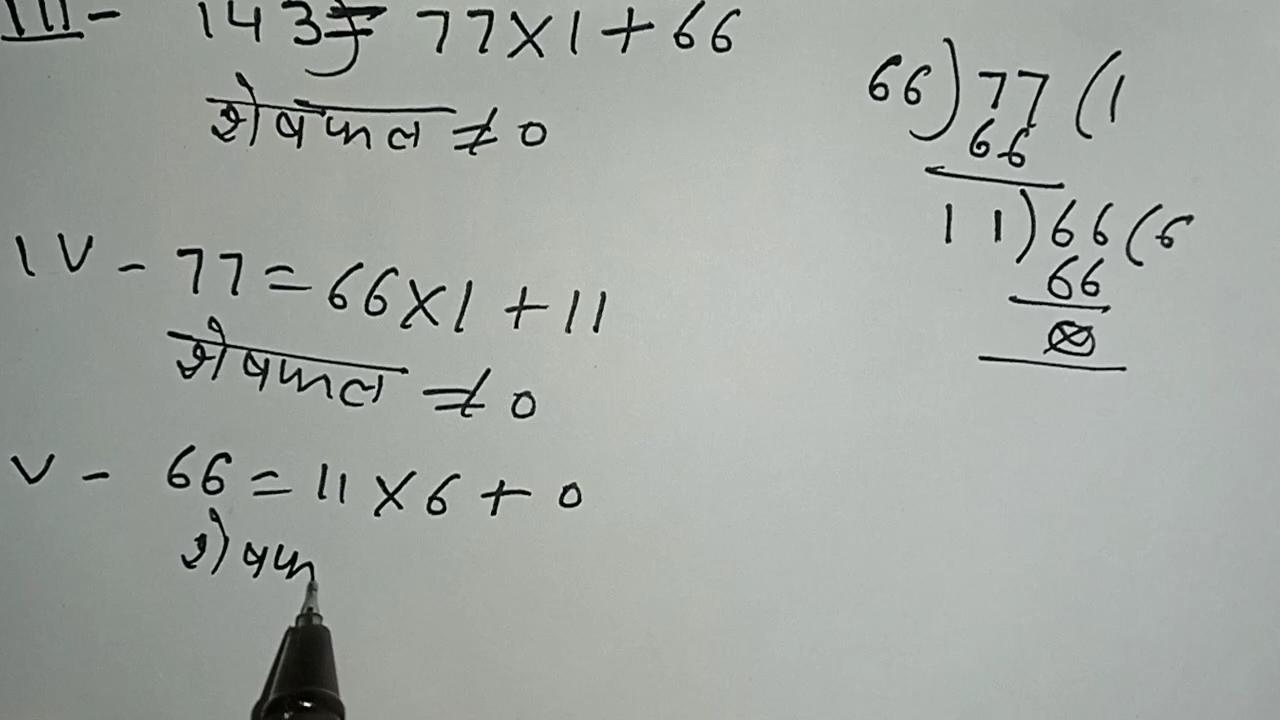 III - 143 = 77 X 1 + 66
शेषफल ≠ 0
IV - 77 = 66 X 1 + 11
शेषफल ≠ 0
V - 66 = 11 X 6 + 0
शेषफ
66 ) 77 ( 1
66
11 ) 66 ( 6
66
0